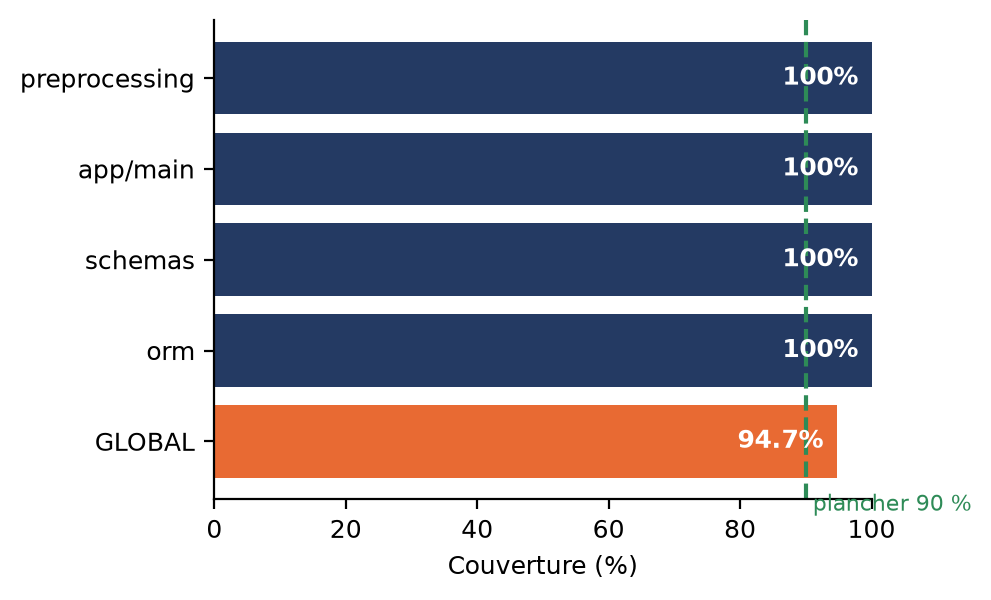 preprocessing 100%
app/main 100%
schemas 100%
orm 100%
GLOBAL 94.7%
plancher 90 %
0 20 40 60 80 100
Couverture (%)